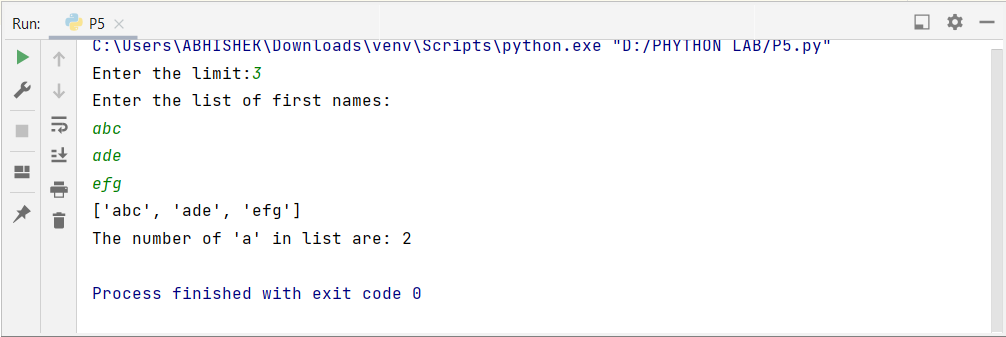 Run: P5
C:\Users\ABHISHEK\Downloads\venv\Scripts\python.exe "D:/PHYTHON LAB/P5.py"
Enter the limit:3
Enter the list of first names:
abc
ade
efg
['abc', 'ade', 'efg']
The number of 'a' in list are: 2
Process finished with exit code 0